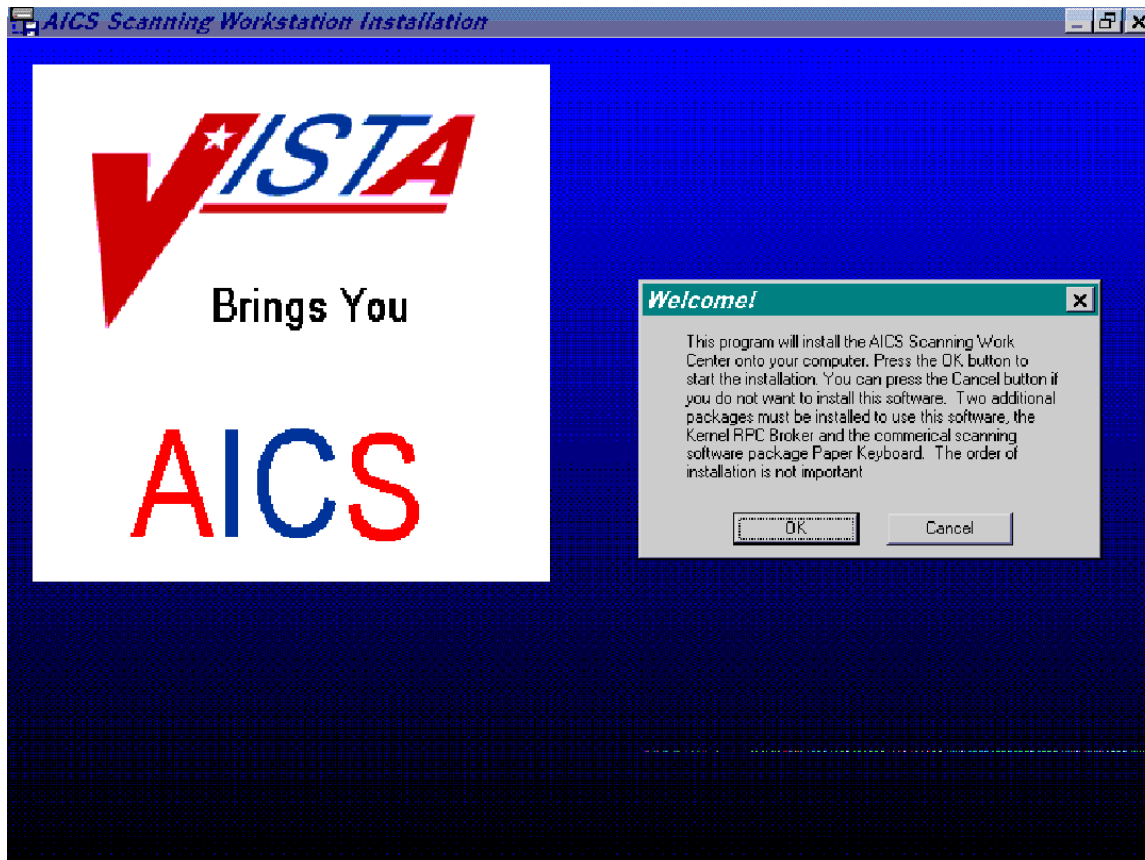 AICS Scanning Workstation Installation
VISTA
Brings You
AICS
Welcome!
This program will install the AICS Scanning Work
Center onto your computer. Press the OK button to
start the installation. You can press the Cancel button if
you do not want to install this software.  Two additional
packages must be installed to use this software, the
Kernel RPC Broker and the commerical scanning
software package Paper Keyboard.  The order of
installation is not important
OK
Cancel